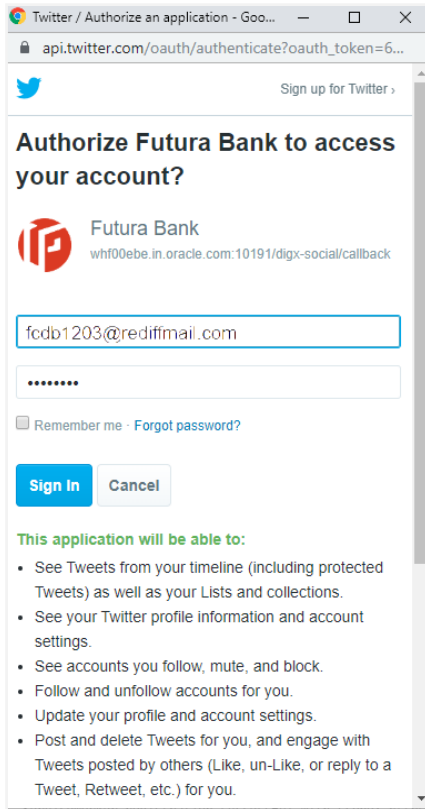 Twitter / Authorize an application - Goo...
api.twitter.com/oauth/authenticate?oauth_token=6...
Sign up for Twitter ›
Authorize Futura Bank to access
your account?
Futura Bank
whf00ebe.in.oracle.com:10191/digx-social/callback
fcdb1203@rediffmail.com
••••••••
Remember me · Forgot password?
Sign In Cancel
This application will be able to:
• See Tweets from your timeline (including protected
Tweets) as well as your Lists and collections.
• See your Twitter profile information and account
settings.
• See accounts you follow, mute, and block.
• Follow and unfollow accounts for you.
• Update your profile and account settings.
• Post and delete Tweets for you, and engage with
Tweets posted by others (Like, un-Like, or reply to a
Tweet, Retweet, etc.) for you.